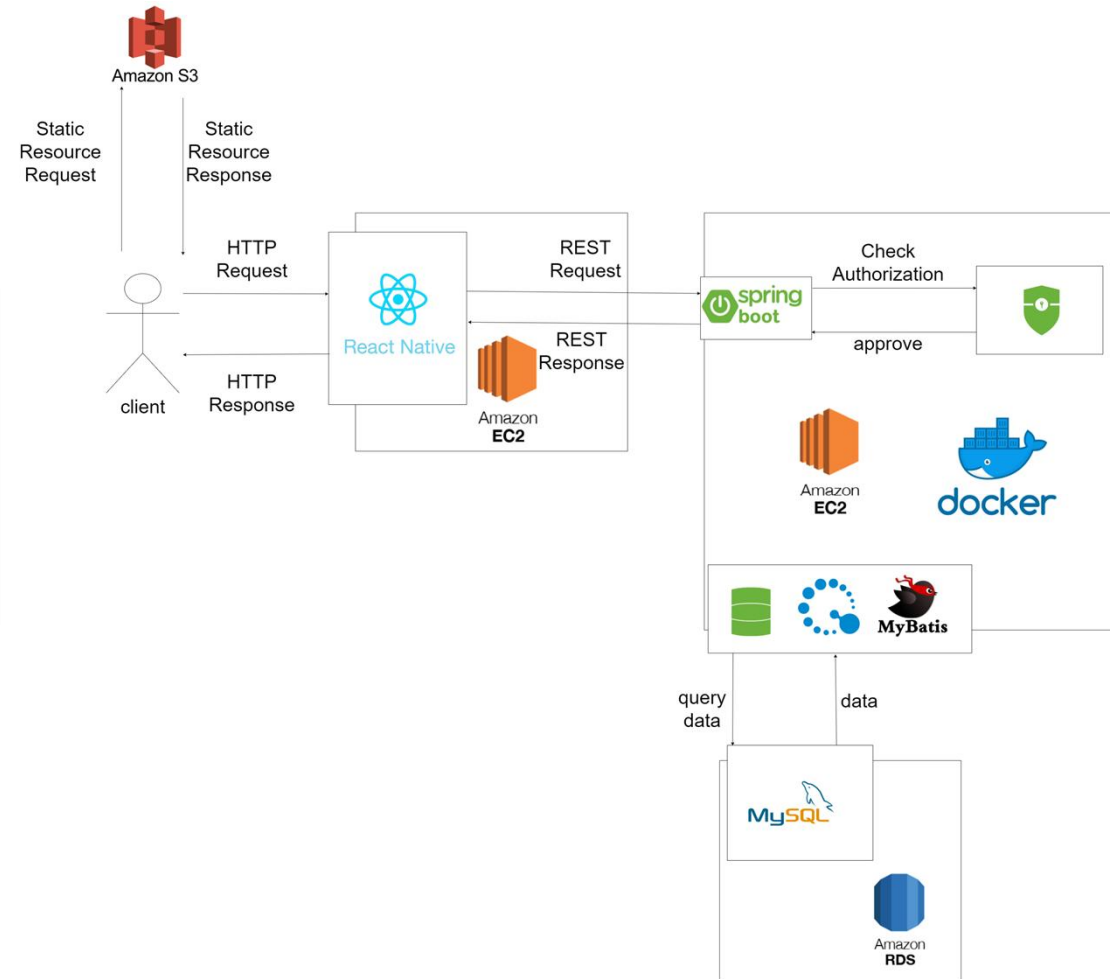 Amazon S3
Static
Resource
Request
Static
Resource
Response
HTTP
Request
HTTP
Response
client
React Native
Amazon
EC2
REST
Request
REST
Response
spring
boot
Check
Authorization
approve
Amazon
EC2
docker
MyBatis
query
data
data
MySQL
Amazon
RDS